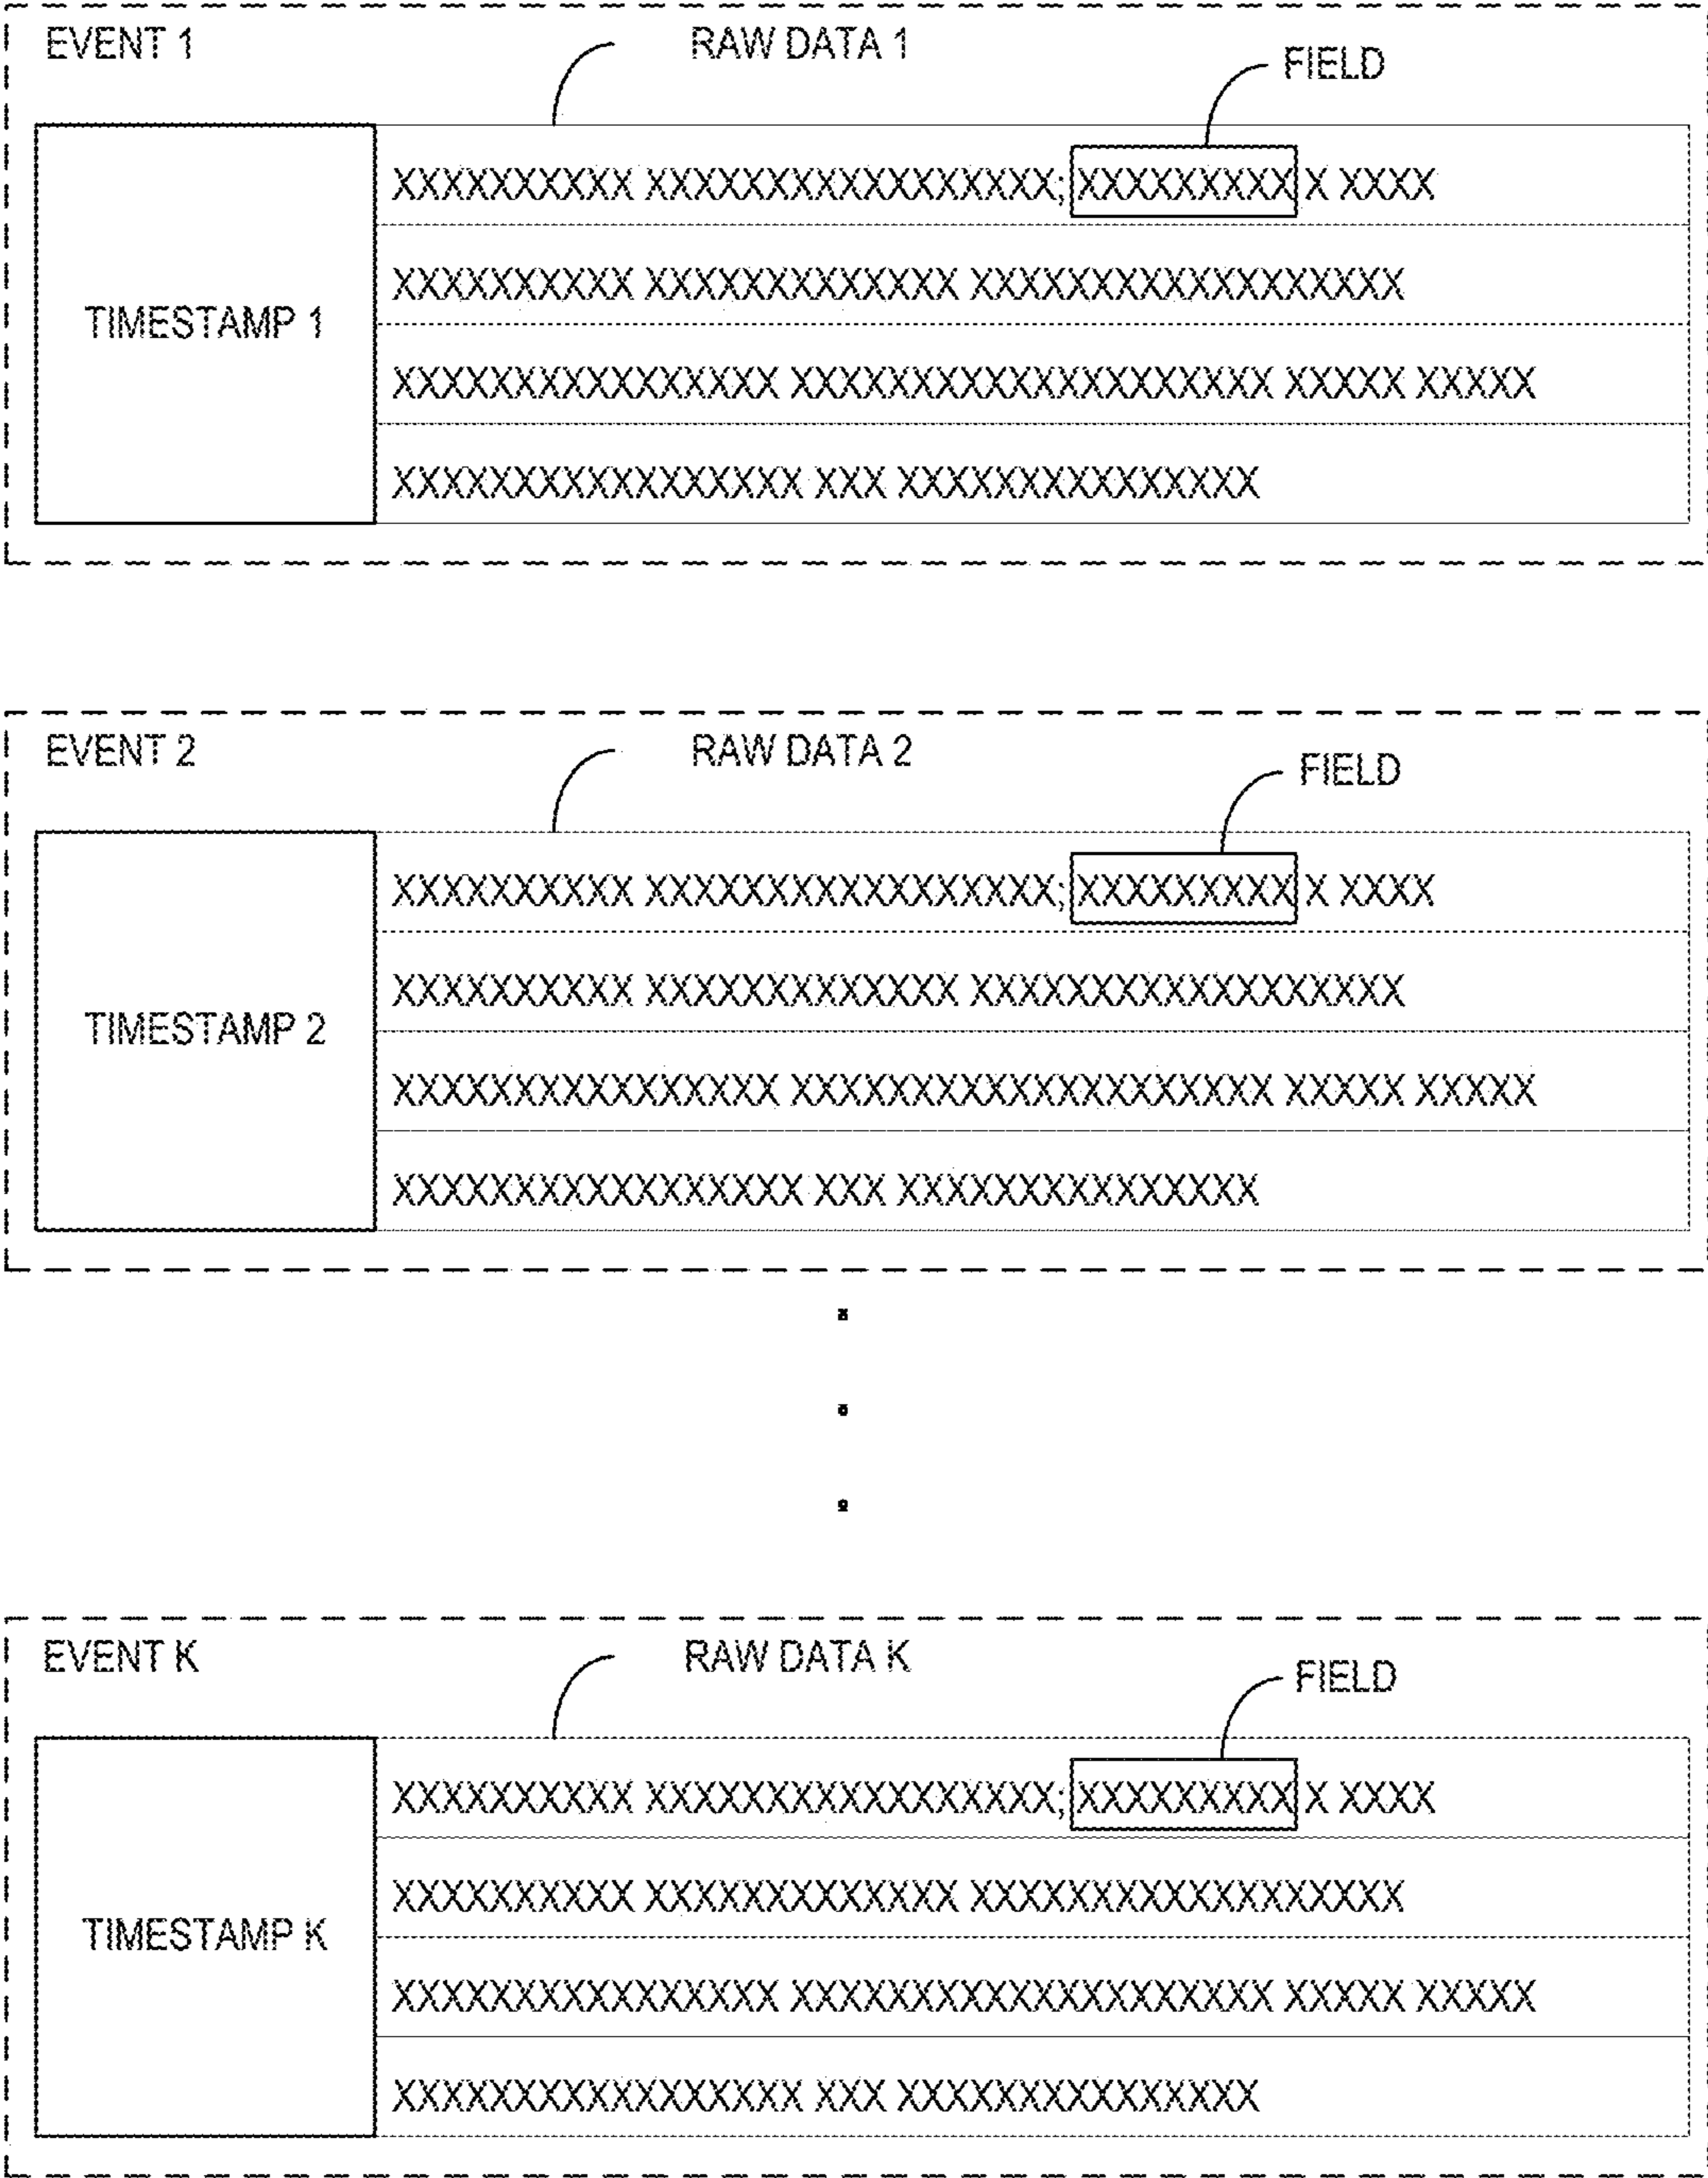 EVENT 1
RAW DATA 1
FIELD
TIMESTAMP 1
XXXXXXXXXX XXXXXXXXXXXXXXXXX; XXXXXXXXX X XXXX
XXXXXXXXXX XXXXXXXXXXXXX XXXXXXXXXXXXXXXXXX
XXXXXXXXXXXXXXXX XXXXXXXXXXXXXXXXXXXX XXXXX XXXXX
XXXXXXXXXXXXXXXXX XXX XXXXXXXXXXXXXXX
EVENT 2
RAW DATA 2
FIELD
TIMESTAMP 2
XXXXXXXXXX XXXXXXXXXXXXXXXXX; XXXXXXXXX X XXXX
XXXXXXXXXX XXXXXXXXXXXXX XXXXXXXXXXXXXXXXXX
XXXXXXXXXXXXXXXX XXXXXXXXXXXXXXXXXXXX XXXXX XXXXX
XXXXXXXXXXXXXXXXX XXX XXXXXXXXXXXXXXX
EVENT K
RAW DATA K
FIELD
TIMESTAMP K
XXXXXXXXXX XXXXXXXXXXXXXXXXX; XXXXXXXXX X XXXX
XXXXXXXXXX XXXXXXXXXXXXX XXXXXXXXXXXXXXXXXX
XXXXXXXXXXXXXXXX XXXXXXXXXXXXXXXXXXXX XXXXX XXXXX
XXXXXXXXXXXXXXXXX XXX XXXXXXXXXXXXXXX